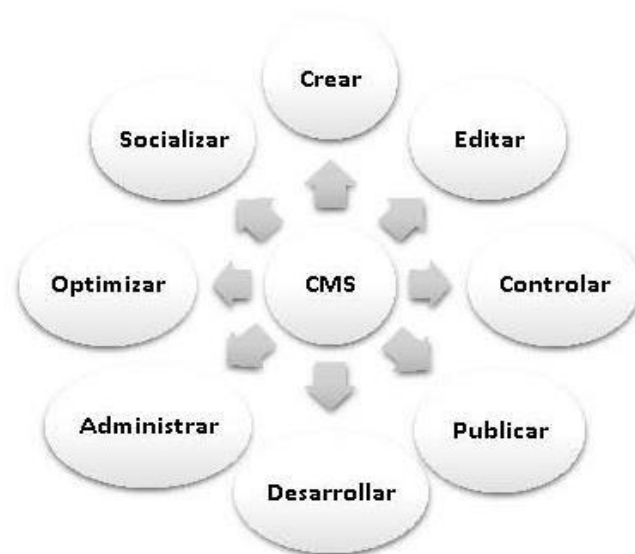 Crear
Socializar
Editar
Optimizar
CMS
Controlar
Administrar
Publicar
Desarrollar